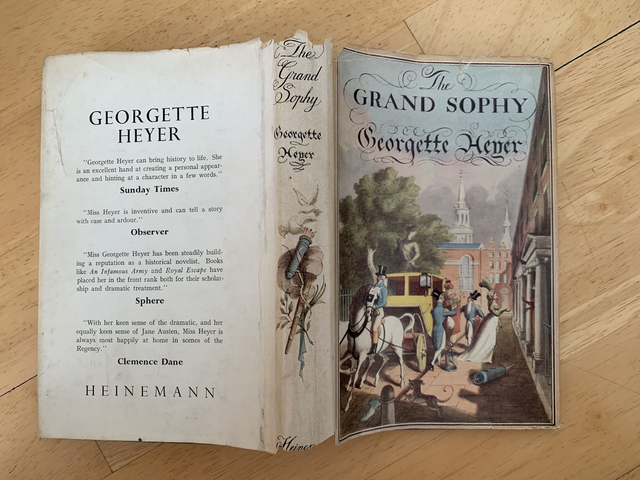 GEORGETTE
HEYER
"Georgette Heyer can bring history to life. She
is an excellent hand at creating a personal appear-
ance and hinting at a character in a few words."
Sunday Times
"Miss Heyer is inventive and can tell a story
with ease and ardour."
Observer
"Miss Georgette Heyer has been steadily build-
ing a reputation as a historical novelist. Books
like An Infamous Army and Royal Escape have
placed her in the front rank both for their scholar-
ship and dramatic treatment."
Sphere
"With her keen sense of the dramatic, and her
equally keen sense of Jane Austen, Miss Heyer is
always most happily at home in scenes of the
Regency."
Clemence Dane
HEINEMANN
The
Grand
Sophy
Georgette
Heyer
The
GRAND SOPHY
Georgette Heyer